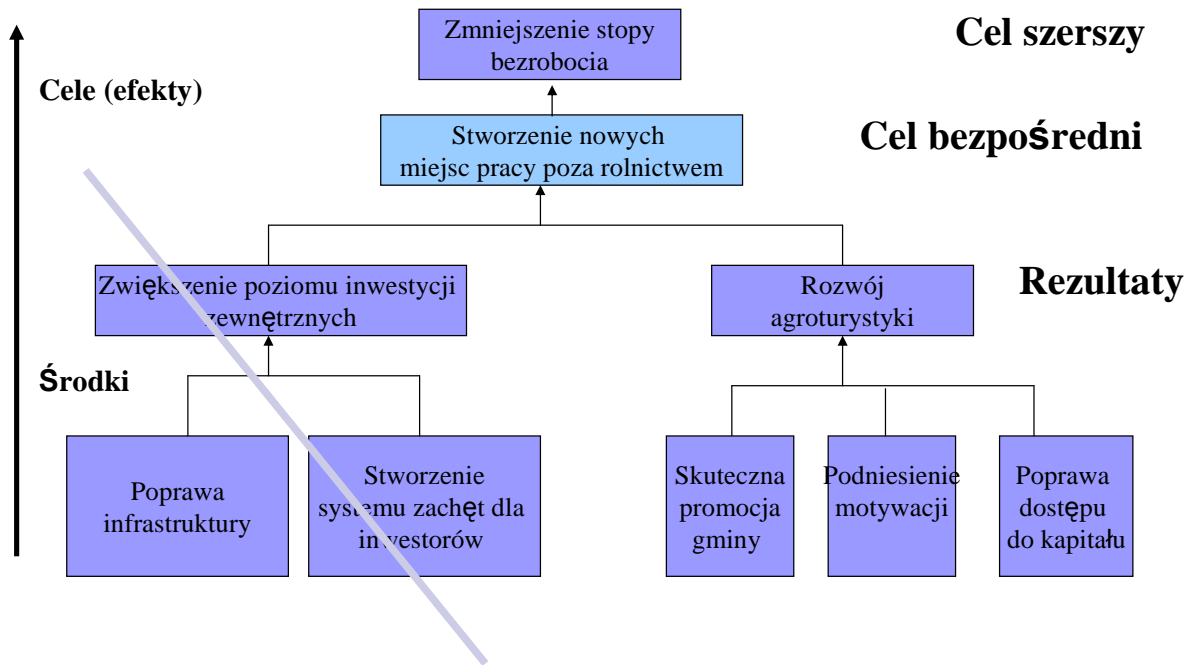 Zmniejszenie stopy
bezrobocia
Cel szerszy
Cele (efekty)
Stworzenie nowych
miejsc pracy poza rolnictwem
Cel bezpośredni
Zwiększenie poziomu inwestycji
zewnętrznych
Rozwój
agroturystyki
Rezultaty
Środki
Poprawa
infrastruktury
Stworzenie
systemu zachęt dla
inwestorów
Skuteczna
promocja
gminy
Podniesienie
motywacji
Poprawa
dostępu
do kapitału